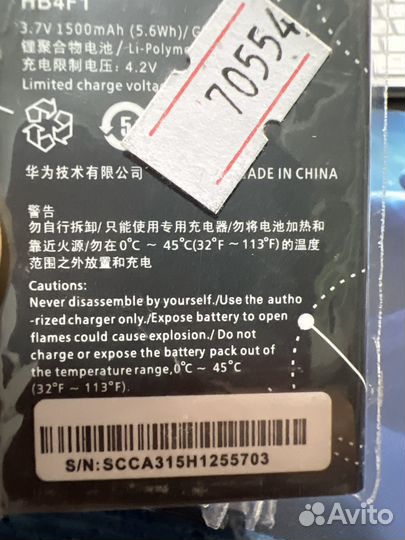 HB4F1
3.7V 1500mAh (5.6Wh)/G
锂聚合物电池/Li-Polyme
充电限制电压: 4.2V
Limited charge volta
70554
5
华为技术有限公司
MADE IN CHINA
警告
勿自行拆卸/只能使用专用充电器/勿将电池加热和
靠近火源/勿在0℃ ~ 45℃(32°F ~ 113°F)的温度
范围之外放置和充电
Cautions:
Never disassemble by yourself./Use the autho
-rized charger only./Expose battery to open
flames could cause explosion./ Do not
charge or expose the battery pack out of
the temperature range,0℃ ~ 45℃
(32°F ~ 113°F).
S/N:SCCA315H1255703
Avito